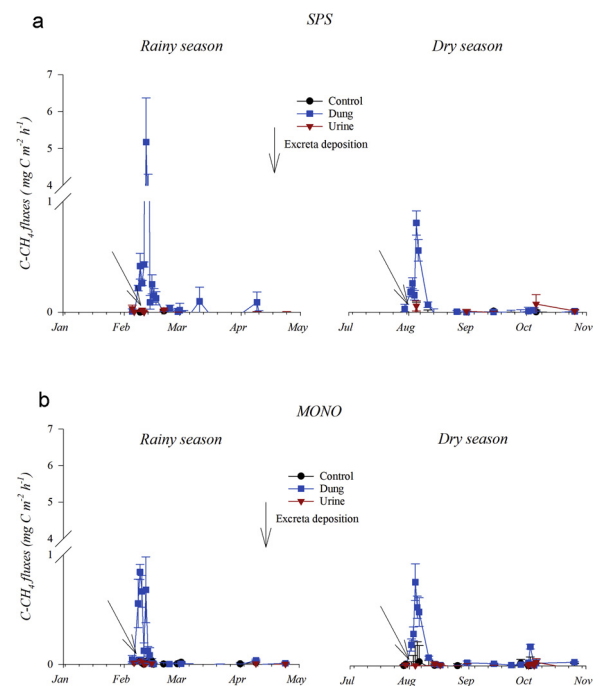 a
SPS
Rainy season
Dry season
7
6
5
4
1
0
C-CH4 fluxes ( mg C m-2 h-1)
Control
Dung
Urine
Excreta deposition
Jan Feb Mar Apr May
Jul Aug Sep Oct Nov
b
MONO
Rainy season
Dry season
7
6
5
4
1
0
C-CH4 fluxes (mg C m-2 h-1)
Control
Dung
Urine
Excreta deposition
Jan Feb Mar Apr May
Jul Aug Sep Oct Nov